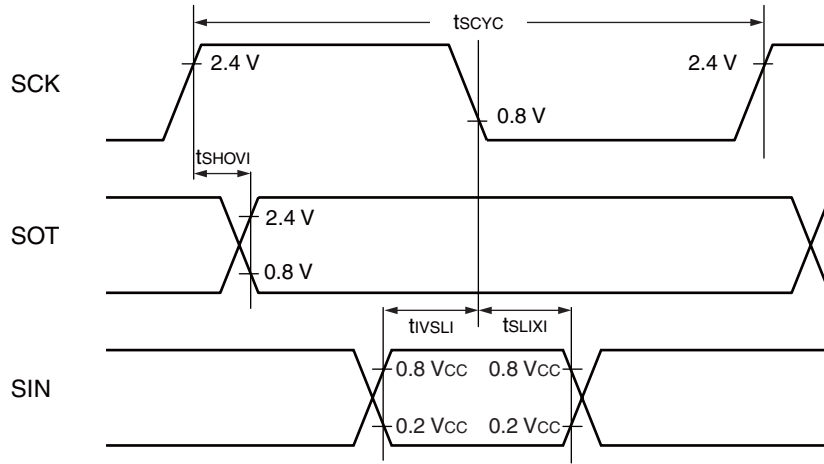 tSCYC
SCK
2.4 V
2.4 V
0.8 V
tSHOVI
SOT
2.4 V
0.8 V
tIVSLI
tSLIXI
SIN
0.8 VCC
0.8 VCC
0.2 VCC
0.2 VCC